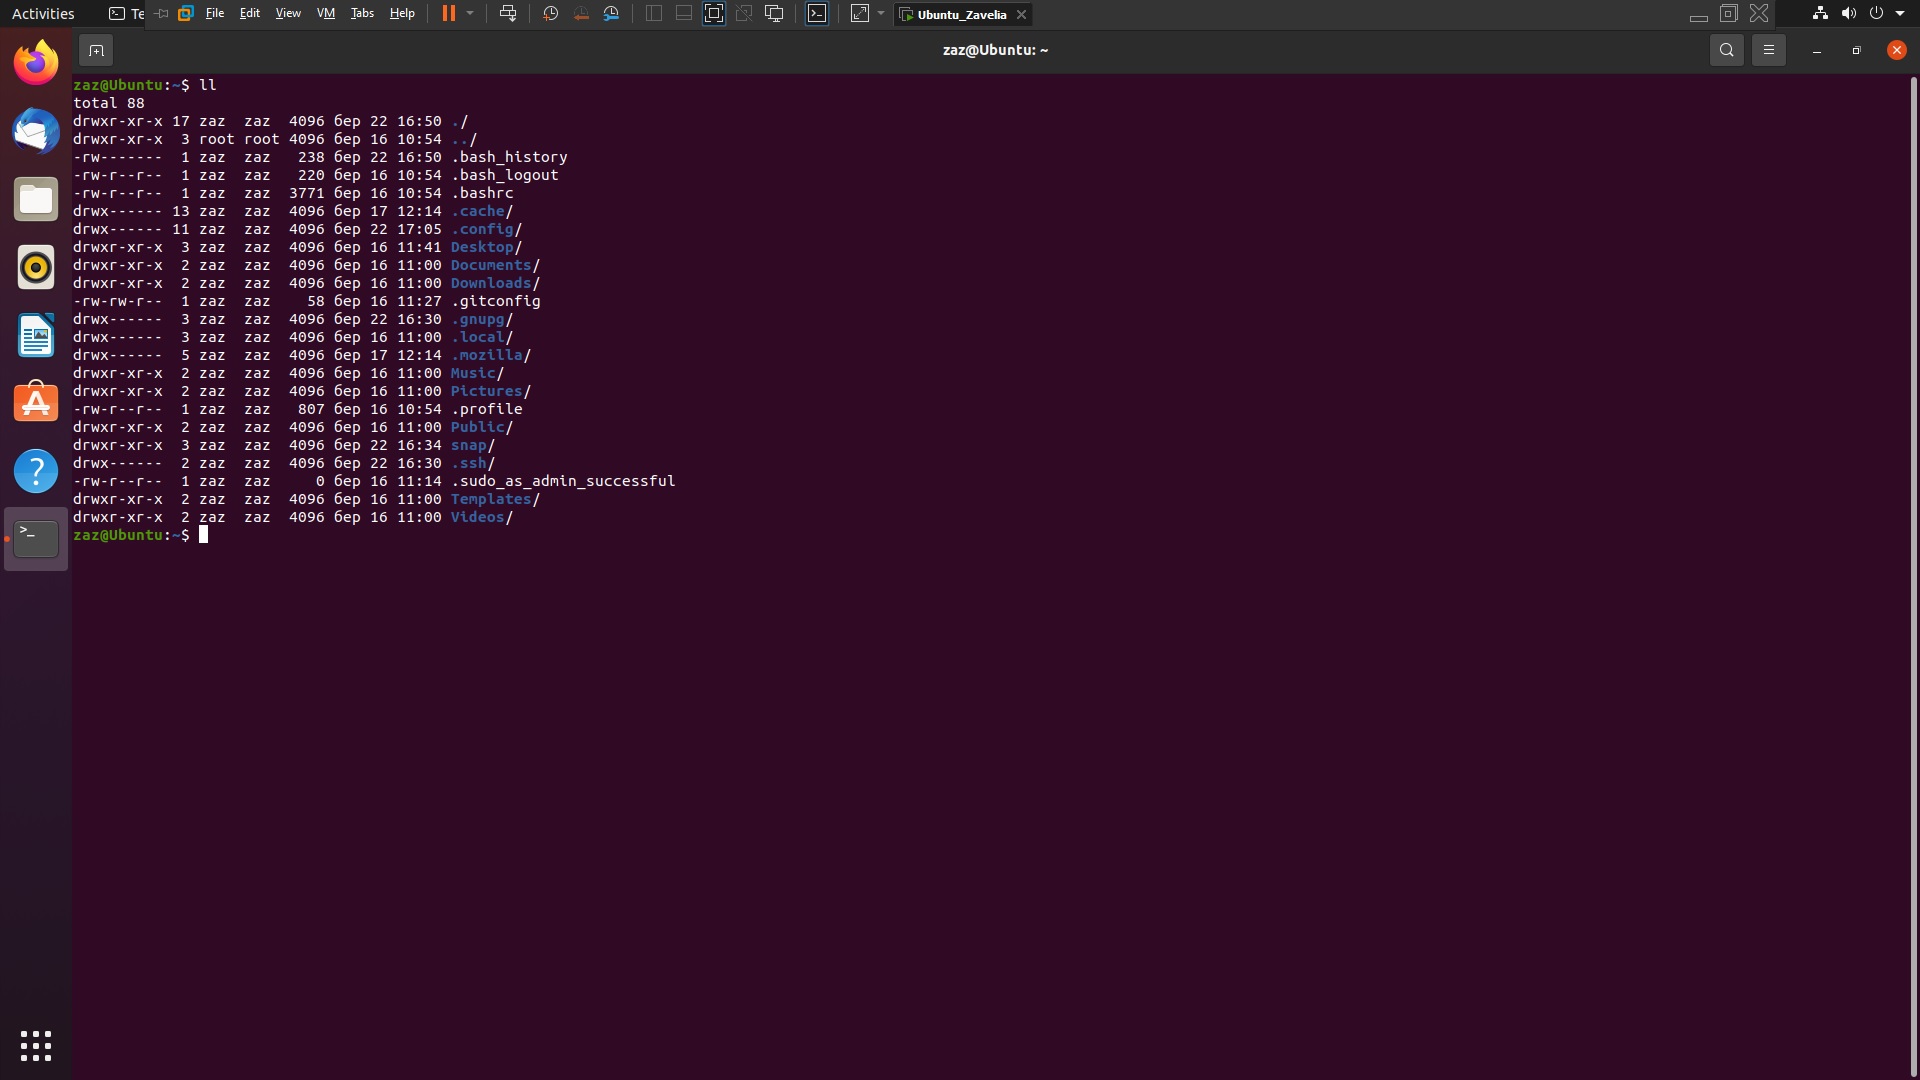 Activities Te File Edit View VM Tabs Help Ubuntu_Zavelia
zaz@Ubuntu: ~
zaz@Ubuntu:~$ ll
total 88
drwxr-xr-x 17 zaz  zaz  4096 бер 22 16:50 ./
drwxr-xr-x  3 root root 4096 бер 16 10:54 ../
-rw-------  1 zaz  zaz   238 бер 22 16:50 .bash_history
-rw-r--r--  1 zaz  zaz   220 бер 16 10:54 .bash_logout
-rw-r--r--  1 zaz  zaz  3771 бер 16 10:54 .bashrc
drwx------ 13 zaz  zaz  4096 бер 17 12:14 .cache/
drwx------ 11 zaz  zaz  4096 бер 22 17:05 .config/
drwxr-xr-x  3 zaz  zaz  4096 бер 16 11:41 Desktop/
drwxr-xr-x  2 zaz  zaz  4096 бер 16 11:00 Documents/
drwxr-xr-x  2 zaz  zaz  4096 бер 16 11:00 Downloads/
-rw-rw-r--  1 zaz  zaz    58 бер 16 11:27 .gitconfig
drwx------  3 zaz  zaz  4096 бер 22 16:30 .gnupg/
drwx------  3 zaz  zaz  4096 бер 16 11:00 .local/
drwx------  5 zaz  zaz  4096 бер 17 12:14 .mozilla/
drwxr-xr-x  2 zaz  zaz  4096 бер 16 11:00 Music/
drwxr-xr-x  2 zaz  zaz  4096 бер 16 11:00 Pictures/
-rw-r--r--  1 zaz  zaz   807 бер 16 10:54 .profile
drwxr-xr-x  2 zaz  zaz  4096 бер 16 11:00 Public/
drwxr-xr-x  3 zaz  zaz  4096 бер 22 16:34 snap/
drwx------  2 zaz  zaz  4096 бер 22 16:30 .ssh/
-rw-r--r--  1 zaz  zaz     0 бер 16 11:14 .sudo_as_admin_successful
drwxr-xr-x  2 zaz  zaz  4096 бер 16 11:00 Templates/
drwxr-xr-x  2 zaz  zaz  4096 бер 16 11:00 Videos/
zaz@Ubuntu:~$